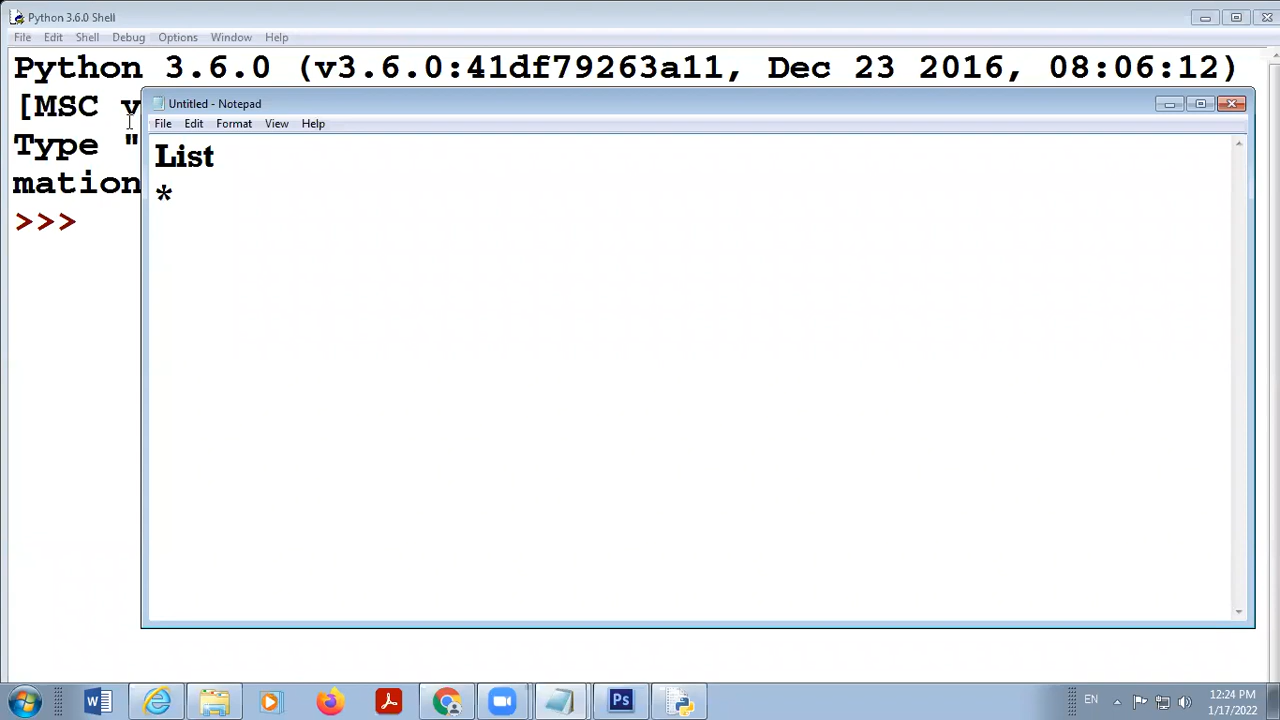 Python 3.6.0 Shell
File Edit Shell Debug Options Window Help
Python 3.6.0 (v3.6.0:41df79263a11, Dec 23 2016, 08:06:12)
[MSC v
Type "
mation
>>>
Untitled - Notepad
File Edit Format View Help
List
*
EN
12:24 PM
1/17/2022